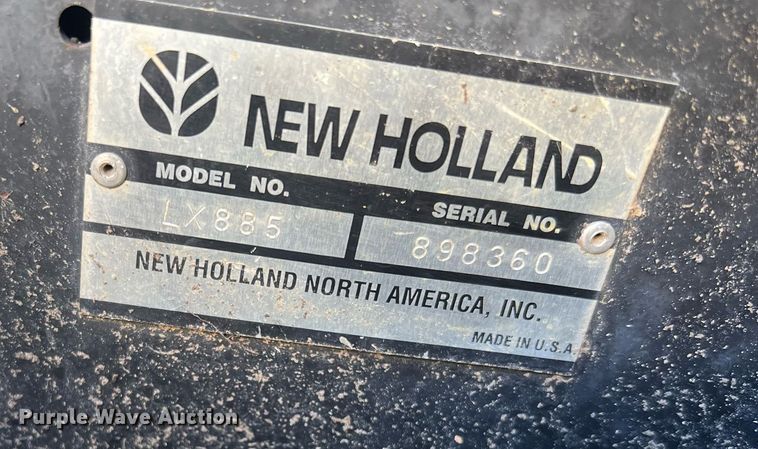 NEW HOLLAND
MODEL NO.
LX885
SERIAL NO.
898360
NEW HOLLAND NORTH AMERICA, INC.
MADE IN U.S.A.
Purple Wave Auction